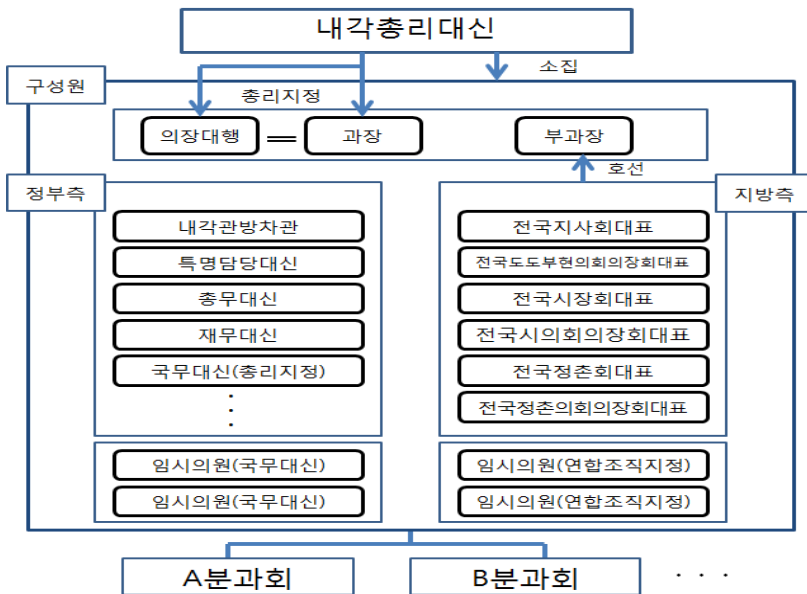 내각총리대신
소집
구성원
총리지정
의장대행
과장
부과장
호선
정부측
지방측
내각관방차관
특명담당대신
총무대신
재무대신
국무대신(총리지정)
전국지사회대표
전국도도부현의회의장회대표
전국시장회대표
전국시의회의장회대표
전국정촌회대표
전국정촌의회의장회대표
임시의원(국무대신)
임시의원(국무대신)
임시의원(연합조직지정)
임시의원(연합조직지정)
A분과회
B분과회
· · ·